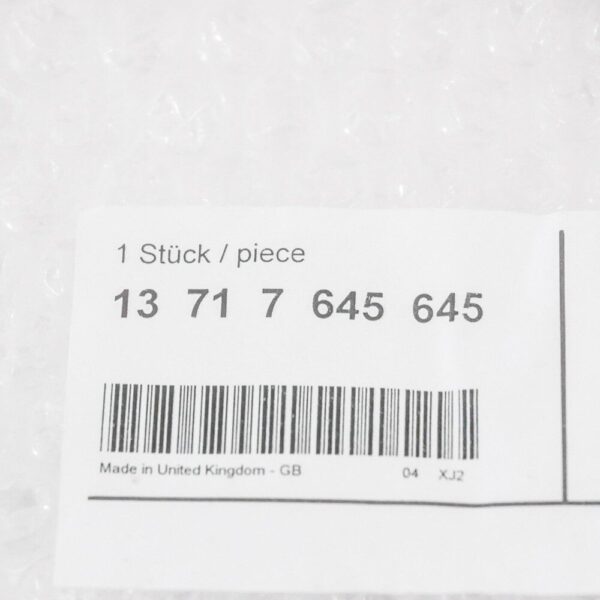 1 Stück / piece
13 71 7 645 645
Made in United Kingdom - GB 04 XJ2